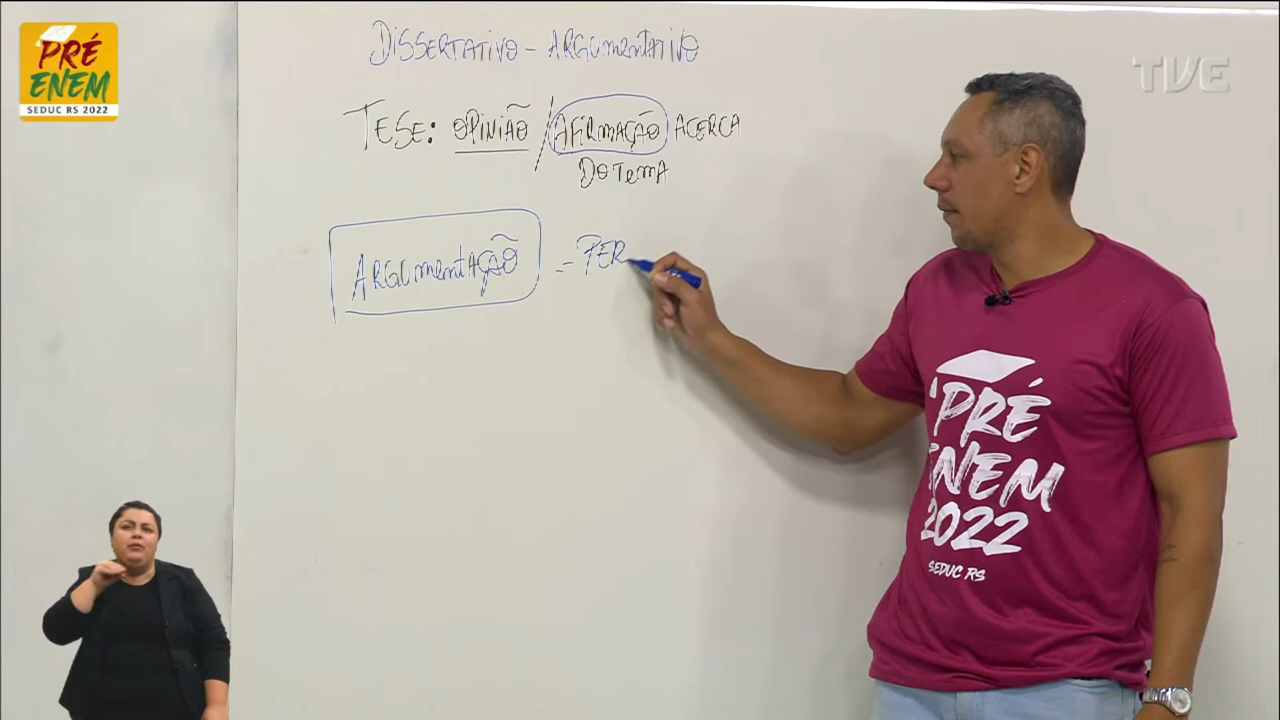 PRÉ
ENEM
SEDUC RS 2022
TVE
DISSERTATIVO - ARGUMENTATIVO
TESE: OPINIÃO / AFIRMAÇÃO ACERCA
DO TEMA
ARGUMENTAÇÃO - PER
PRÉ
ENEM
2022
SEDUC RS